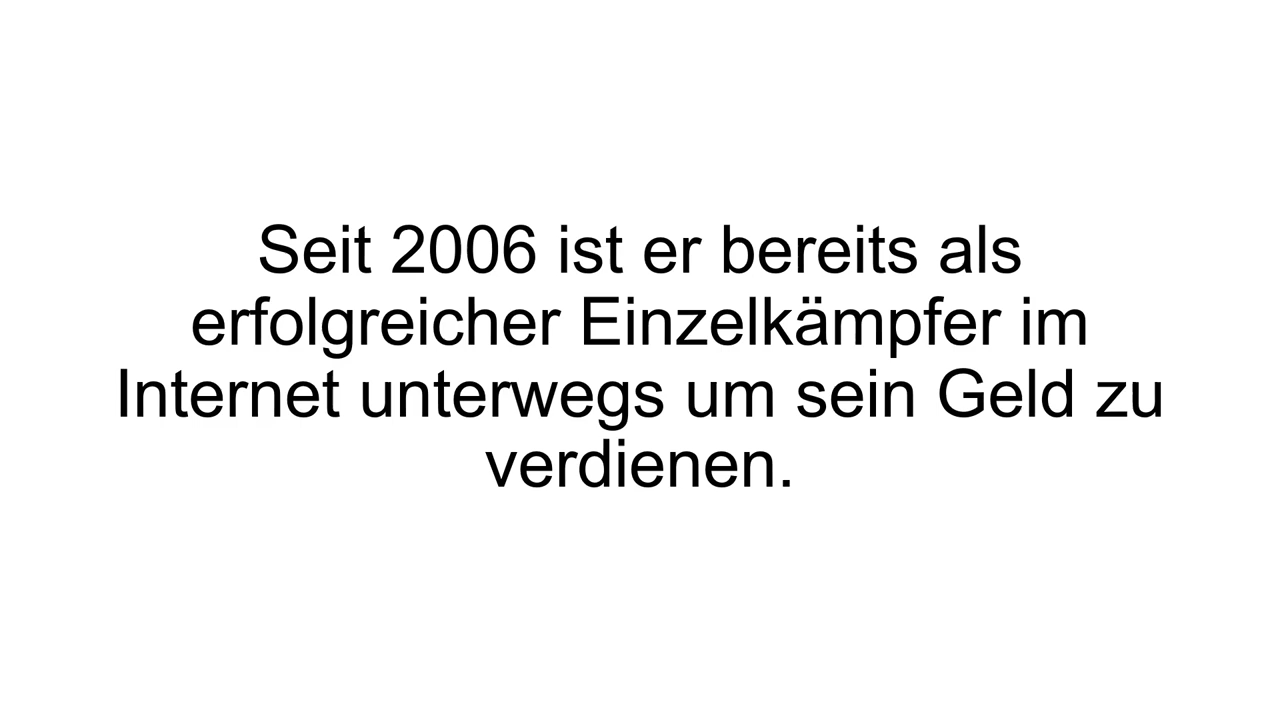 Seit 2006 ist er bereits als
erfolgreicher Einzelkämpfer im
Internet unterwegs um sein Geld zu
verdienen.